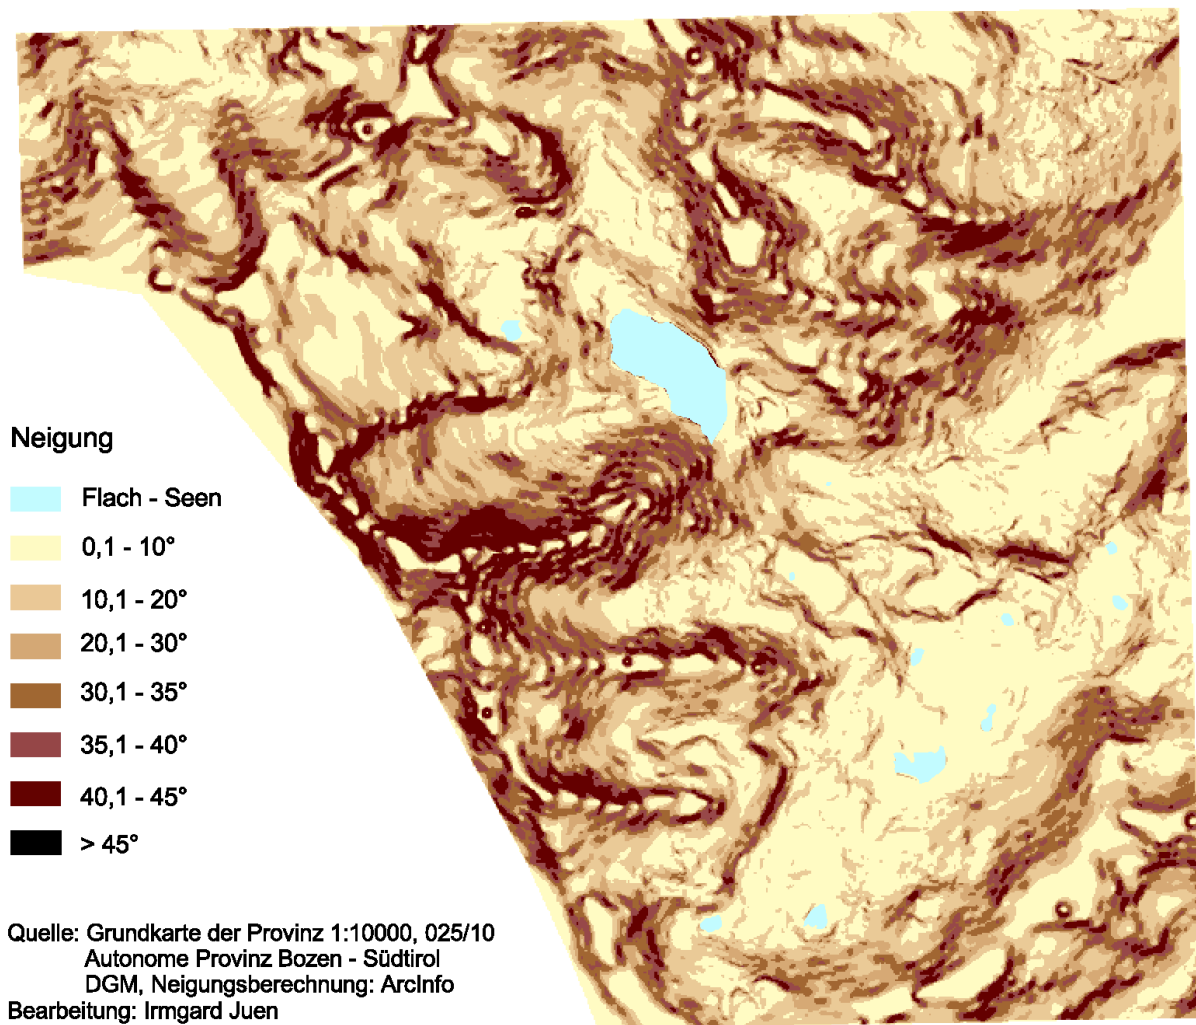 Neigung
Flach - Seen
0,1 - 10°
10,1 - 20°
20,1 - 30°
30,1 - 35°
35,1 - 40°
40,1 - 45°
> 45°
Quelle: Grundkarte der Provinz 1:10000, 025/10
Autonome Provinz Bozen - Südtirol
DGM, Neigungsberechnung: ArcInfo
Bearbeitung: Irmgard Juen